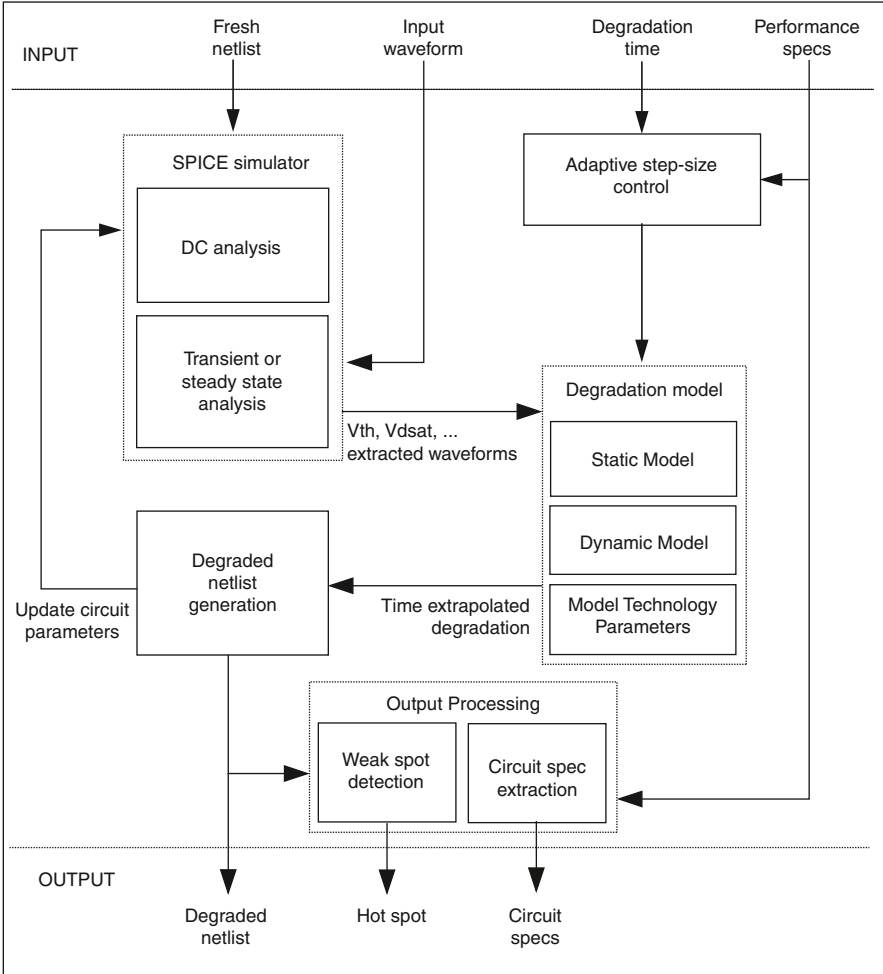 INPUT
Fresh
netlist
Input
waveform
Degradation
time
Performance
specs
SPICE simulator
DC analysis
Transient or
steady state
analysis
Adaptive step-size
control
Vth, Vdsat, ...
extracted waveforms
Degradation model
Static Model
Dynamic Model
Model Technology
Parameters
Degraded
netlist
generation
Time extrapolated
degradation
Update circuit
parameters
Output Processing
Weak spot
detection
Circuit spec
extraction
OUTPUT
Degraded
netlist
Hot spot
Circuit
specs